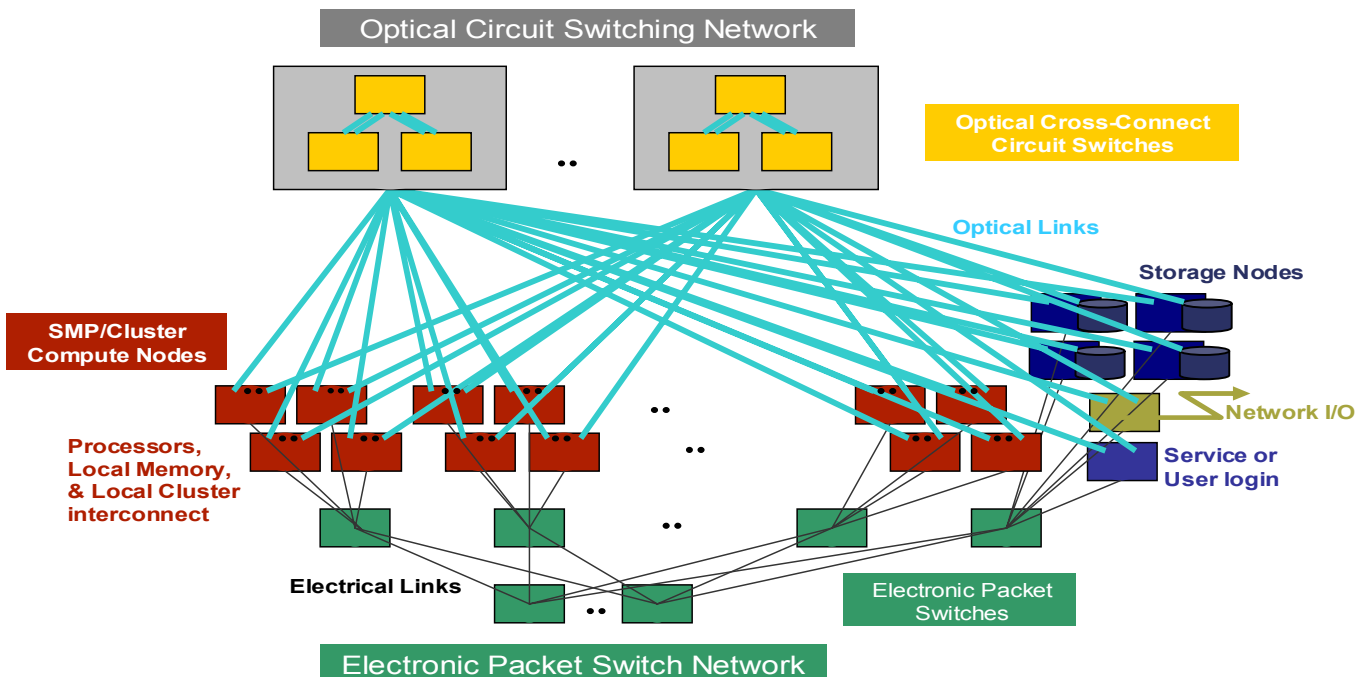 Optical Circuit Switching Network
Optical Cross-Connect
Circuit Switches
Optical Links
Storage Nodes
SMP/Cluster
Compute Nodes
Network I/O
Processors,
Local Memory,
& Local Cluster
interconnect
Service or
User login
Electrical Links
Electronic Packet
Switches
Electronic Packet Switch Network